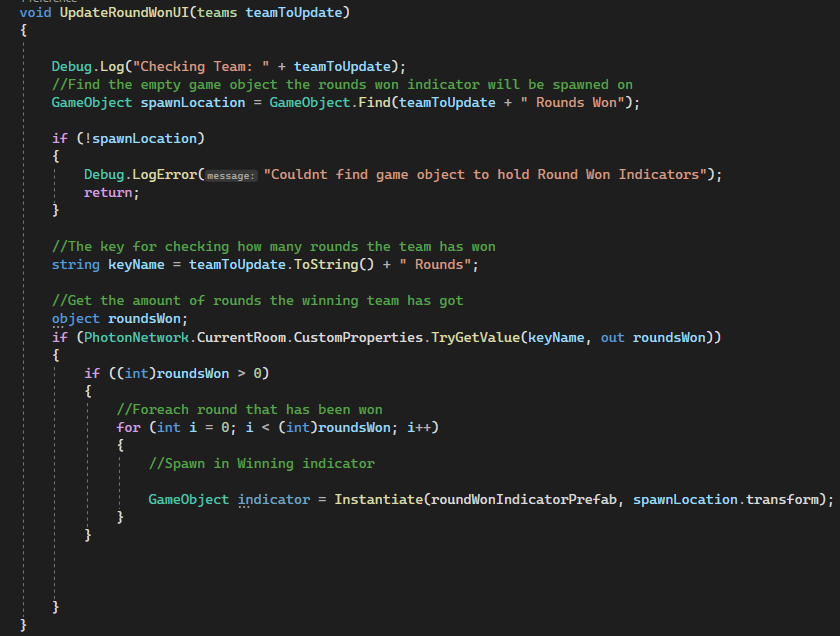 void UpdateRoundWonUI(teams teamToUpdate)
{
Debug.Log("Checking Team: " + teamToUpdate);
//Find the empty game object the rounds won indicator will be spawned on
GameObject spawnLocation = GameObject.Find(teamToUpdate + " Rounds Won");
if (!spawnLocation)
{
Debug.LogError(message: "Couldnt find game object to hold Round Won Indicators");
return;
}
//The key for checking how many rounds the team has won
string keyName = teamToUpdate.ToString() + " Rounds";
//Get the amount of rounds the winning team has got
object roundsWon;
if (PhotonNetwork.CurrentRoom.CustomProperties.TryGetValue(keyName, out roundsWon))
{
if ((int)roundsWon > 0)
{
//Foreach round that has been won
for (int i = 0; i < (int)roundsWon; i++)
{
//Spawn in Winning indicator
GameObject indicator = Instantiate(roundWonIndicatorPrefab, spawnLocation.transform);
}
}
}
}